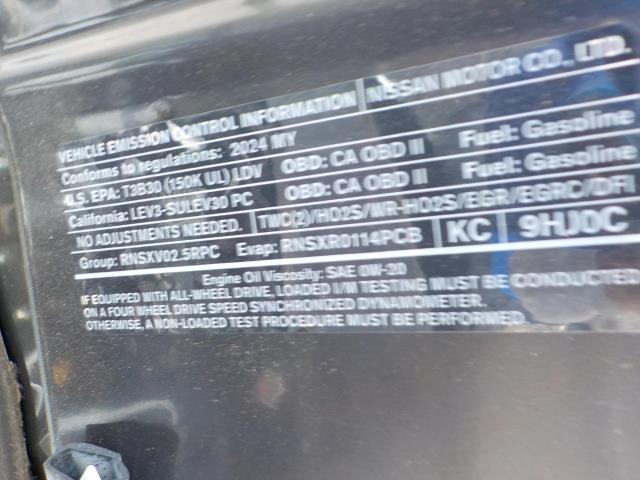 VEHICLE EMISSION CONTROL INFORMATION NISSAN MOTOR CO., LTD.
Conforms to regulations: 2024 MY
U.S. EPA: T3B30 (150K UL) LDV OBD: CA OBD II Fuel: Gasoline
California: LEV3-SULEV30 PC OBD: CA OBD II Fuel: Gasoline
NO ADJUSTMENTS NEEDED. TWC(2)/HO2S/WR-HO2S/EGR/EGRC/DFI
Group: RNSXV02.5RPC Evap: RNSXR0114PCB KC 9HJ0C
Engine Oil Viscosity: SAE 0W-20
IF EQUIPPED WITH ALL-WHEEL DRIVE, LOADED I/M TESTING MUST BE CONDUCTED
ON A FOUR WHEEL DRIVE SPEED SYNCHRONIZED DYNAMOMETER.
OTHERWISE, A NON-LOADED TEST PROCEDURE MUST BE PERFORMED.